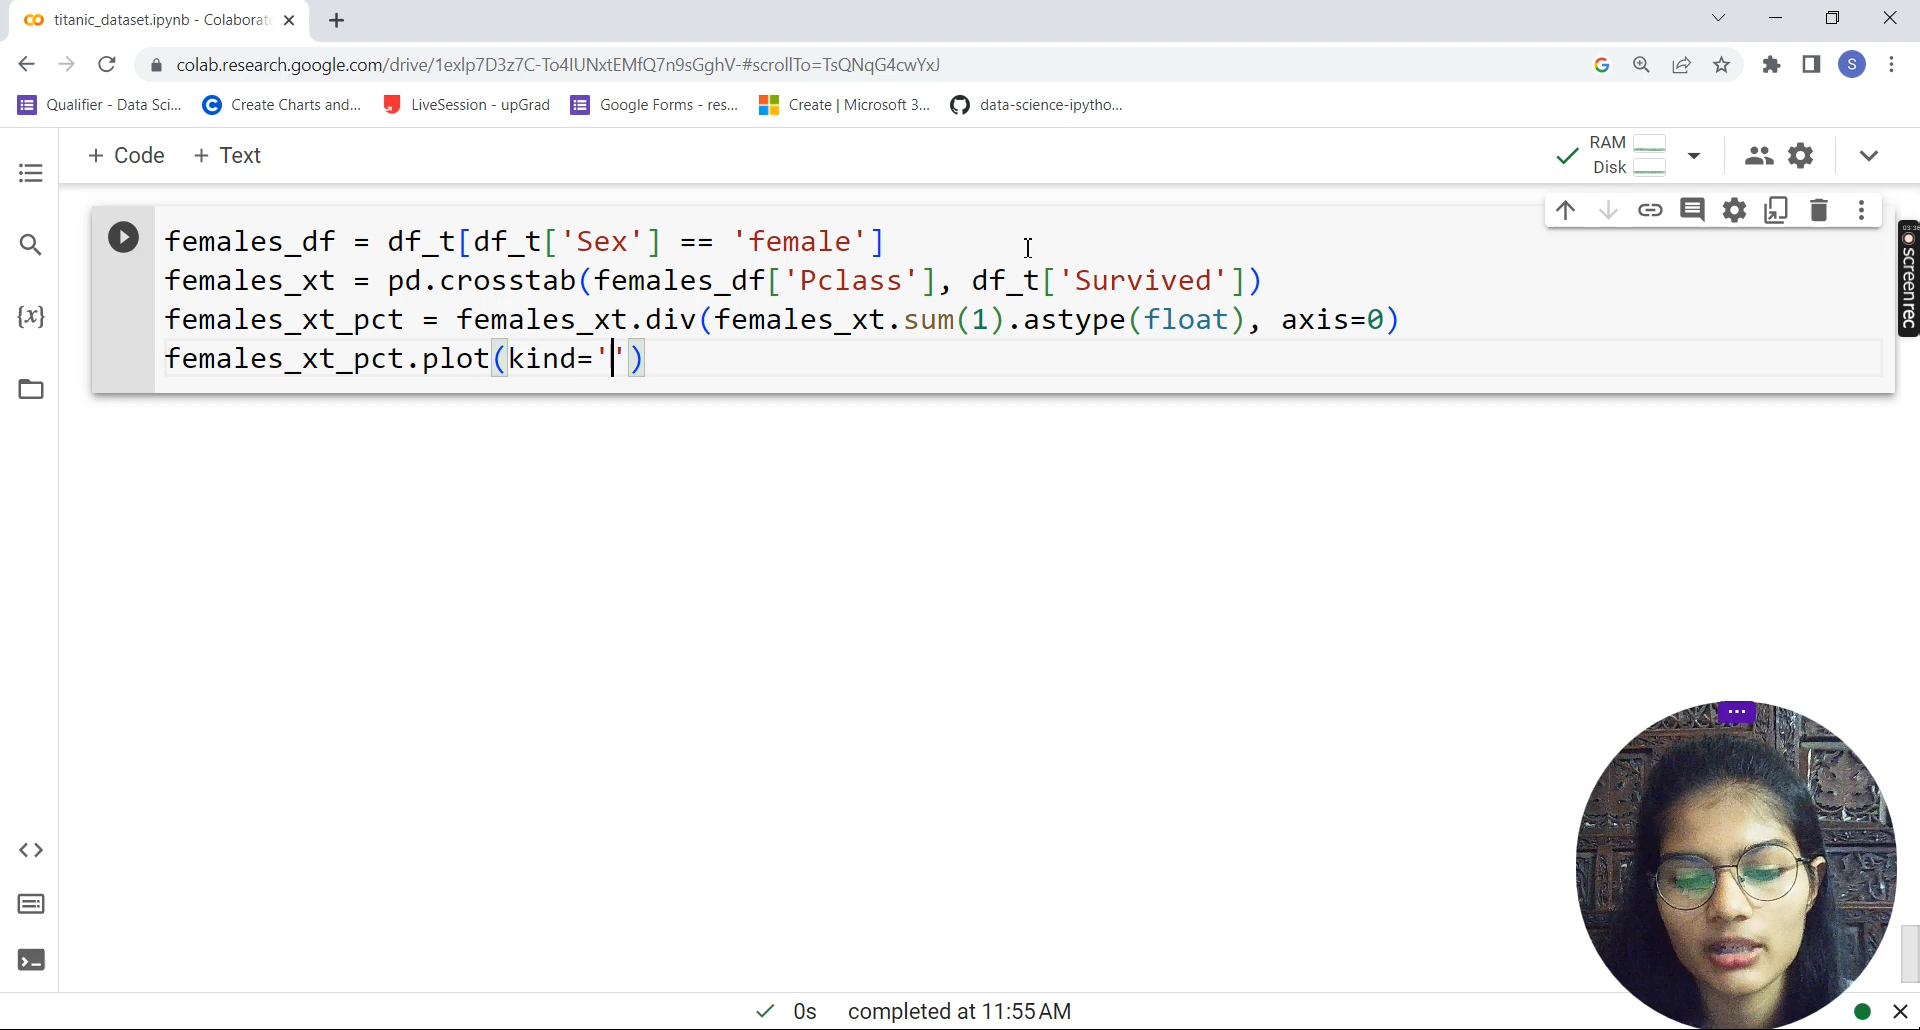 titanic_dataset.ipynb - Colaborat
colab.research.google.com/drive/1exlp7D3z7C-To4IUNxtEMfQ7n9sGghV-#scrollTo=TsQNqG4cwYxJ
S
Qualifier - Data Sci...
Create Charts and...
LiveSession - upGrad
Google Forms - res...
Create | Microsoft 3...
data-science-ipytho...
+ Code
+ Text
RAM
Disk
females_df = df_t[df_t['Sex'] == 'female']
females_xt = pd.crosstab(females_df['Pclass'], df_t['Survived'])
females_xt_pct = females_xt.div(females_xt.sum(1).astype(float), axis=0)
females_xt_pct.plot(kind='')
{x}
screenrec
0s completed at 11:55 AM